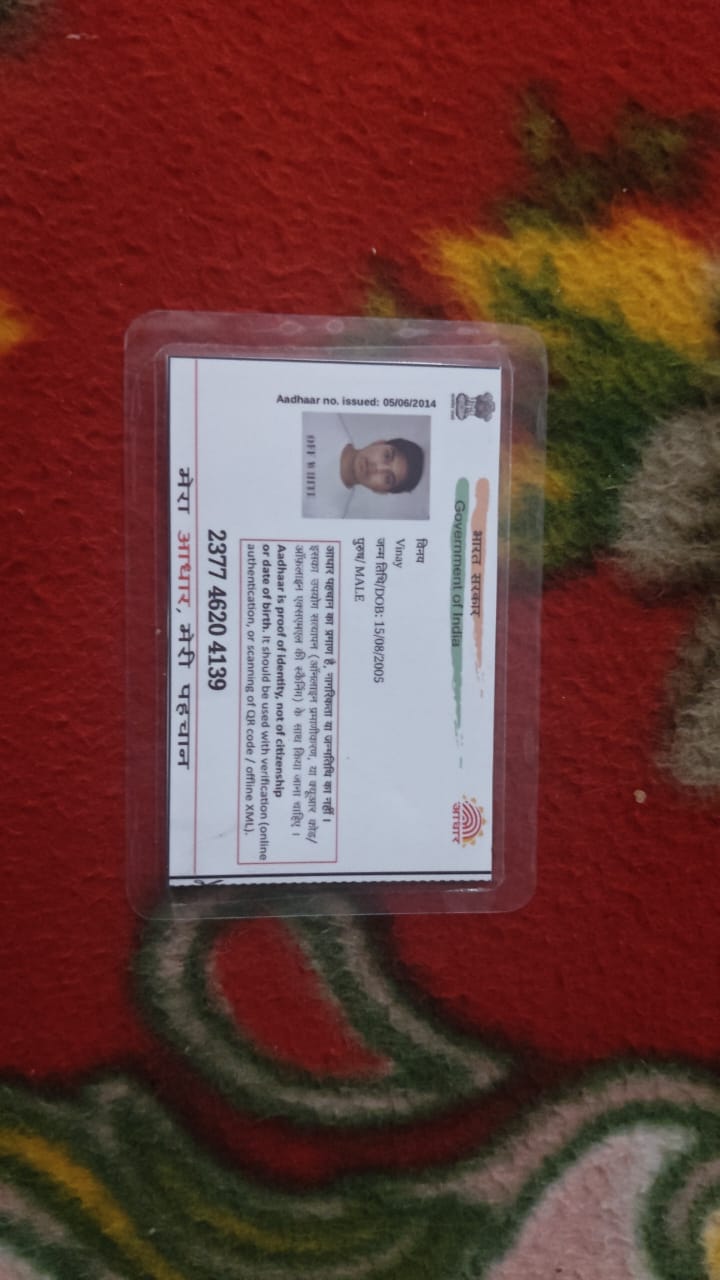 भारत सरकार
Government of India
आधार
Aadhaar no. issued: 05/06/2014
OFF WHITE
विनय
Vinay
जन्म तिथि/DOB: 15/08/2005
पुरुष/ MALE
आधार पहचान का प्रमाण है, नागरिकता या जन्मतिथि का नहीं।
इसका उपयोग सत्यापन (ऑनलाइन प्रमाणीकरण, या क्यूआर कोड/
ऑफ़लाइन एक्सएमएल की स्कैनिंग) के साथ किया जाना चाहिए।
Aadhaar is proof of identity, not of citizenship
or date of birth. It should be used with verification (online
authentication, or scanning of QR code / offline XML).
2377 4620 4139
मेरा आधार, मेरी पहचान